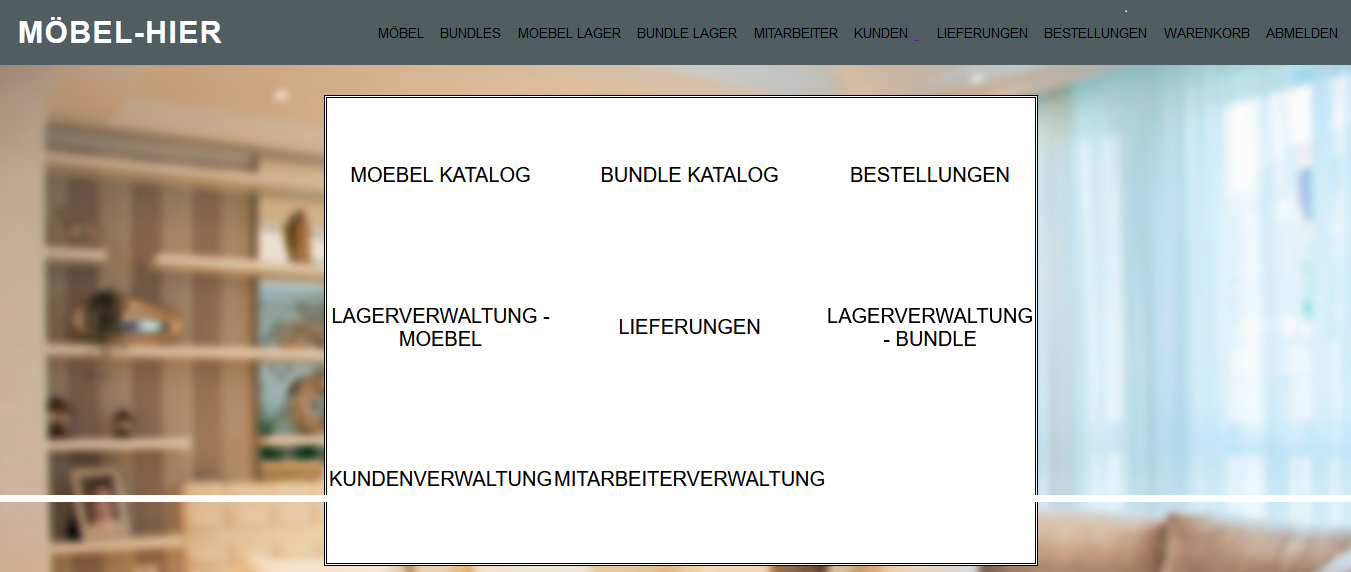 MÖBEL-HIER
MÖBEL BUNDLES MOEBEL LAGER BUNDLE LAGER MITARBEITER KUNDEN LIEFERUNGEN BESTELLUNGEN WARENKORB ABMELDEN
MOEBEL KATALOG
BUNDLE KATALOG
BESTELLUNGEN
LAGERVERWALTUNG -
MOEBEL
LIEFERUNGEN
LAGERVERWALTUNG
- BUNDLE
KUNDENVERWALTUNG
MITARBEITERVERWALTUNG